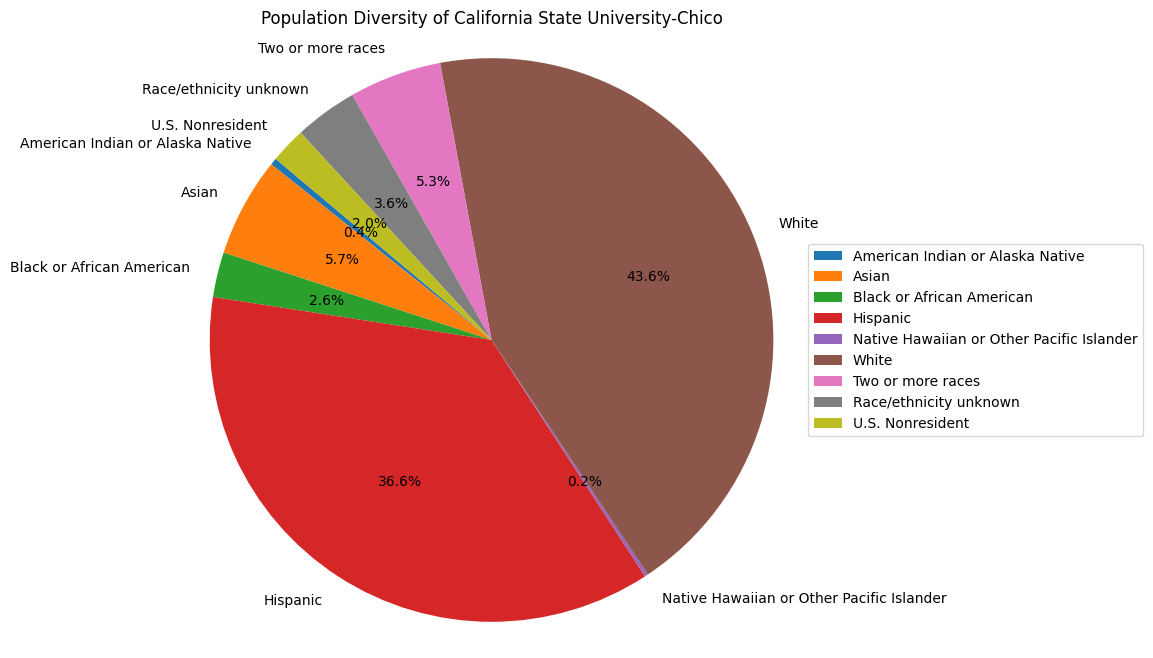 Population Diversity of California State University-Chico
Two or more races
Race/ethnicity unknown
U.S. Nonresident
American Indian or Alaska Native
Asian
Black or African American
Hispanic
Native Hawaiian or Other Pacific Islander
White
5.3%
3.6%
2.0%
0.4%
5.7%
2.6%
36.6%
0.2%
43.6%
American Indian or Alaska Native
Asian
Black or African American
Hispanic
Native Hawaiian or Other Pacific Islander
White
Two or more races
Race/ethnicity unknown
U.S. Nonresident